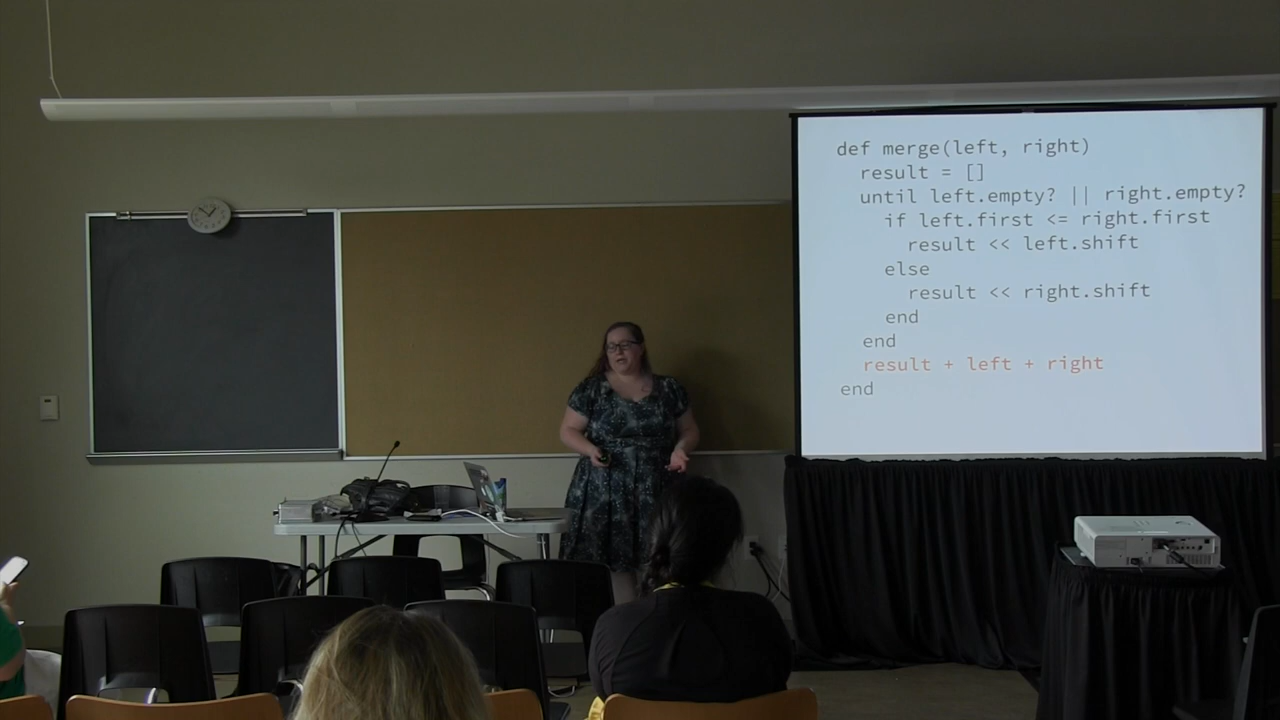 def merge(left, right)
  result = []
  until left.empty? || right.empty?
    if left.first <= right.first
      result << left.shift
    else
      result << right.shift
    end
  end
  result + left + right
end